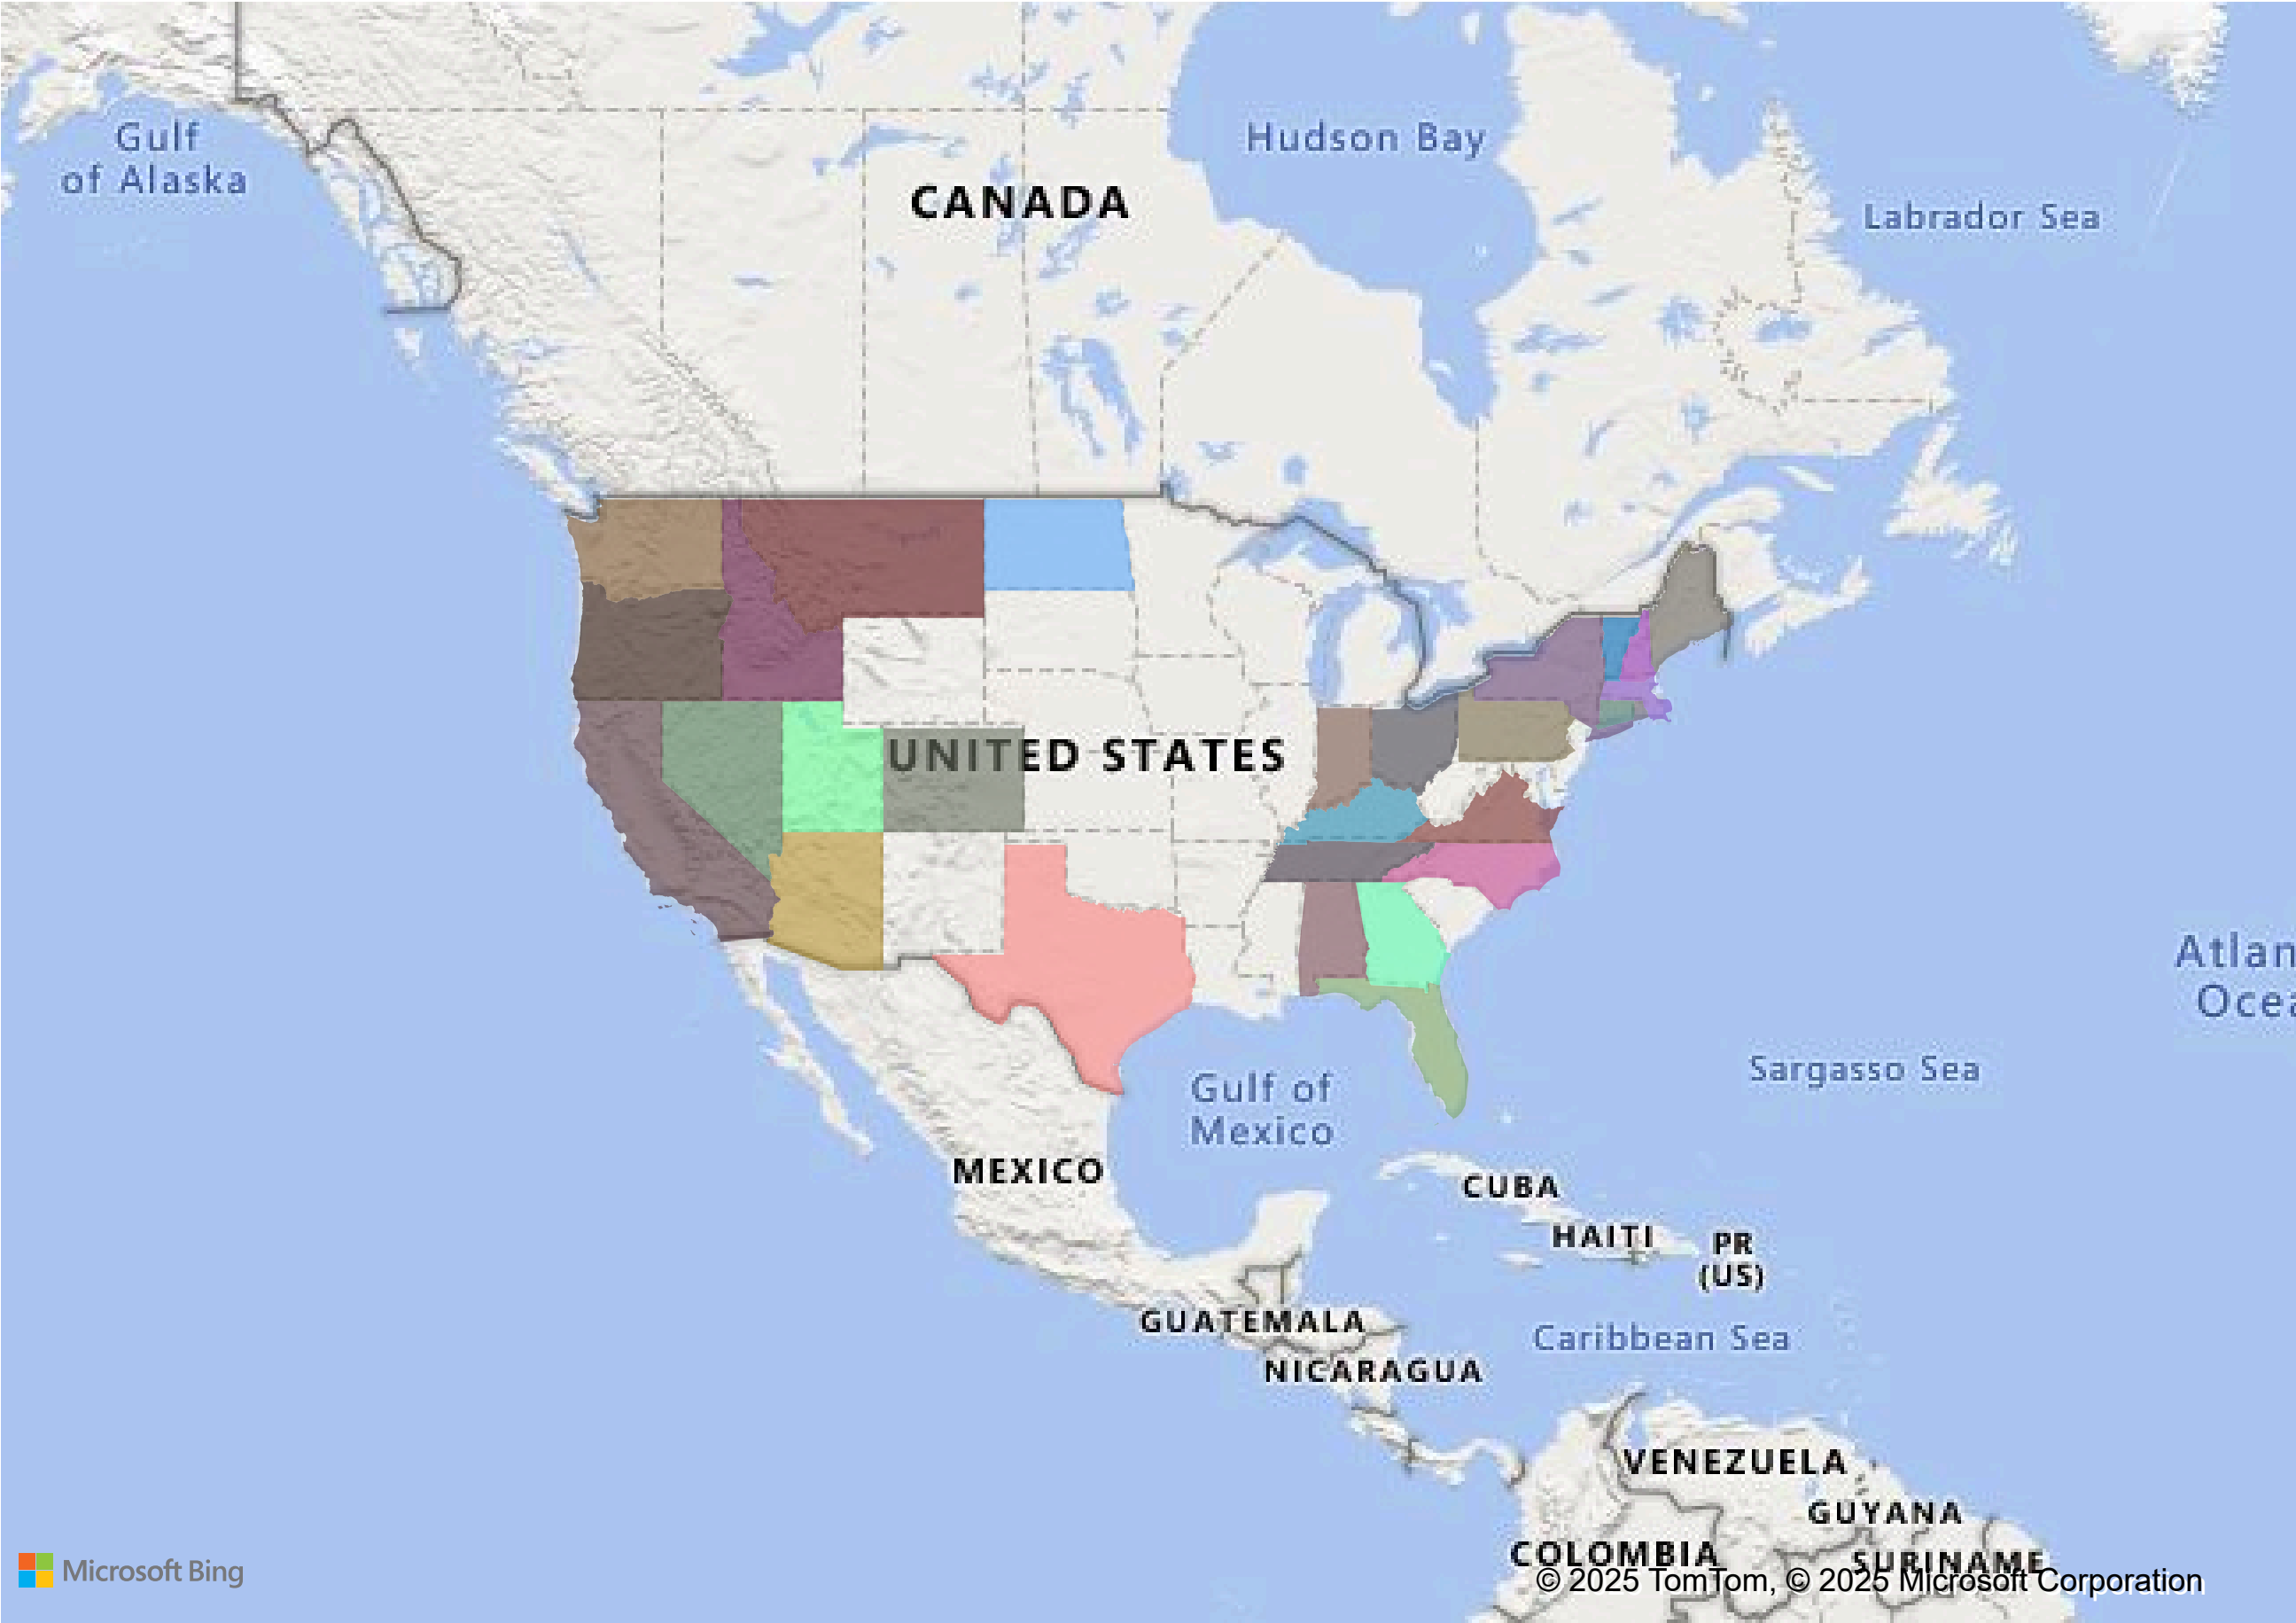 Gulf
of Alaska
Hudson Bay
CANADA
Labrador Sea
UNITED STATES
Atlan
Ocea
Sargasso Sea
Gulf of
Mexico
MEXICO
CUBA
HAITI
PR
(US)
GUATEMALA
Caribbean Sea
NICARAGUA
VENEZUELA
GUYANA
COLOMBIA
SURINAME
Microsoft Bing
© 2025 TomTom, © 2025 Microsoft Corporation